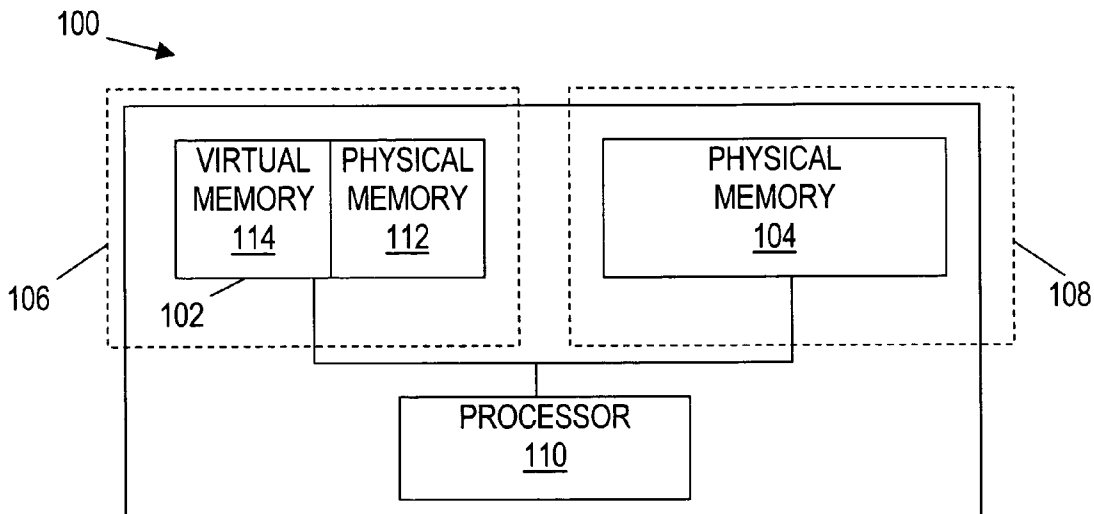 100
VIRTUAL
MEMORY
114
PHYSICAL
MEMORY
112
PHYSICAL
MEMORY
104
106
102
108
PROCESSOR
110